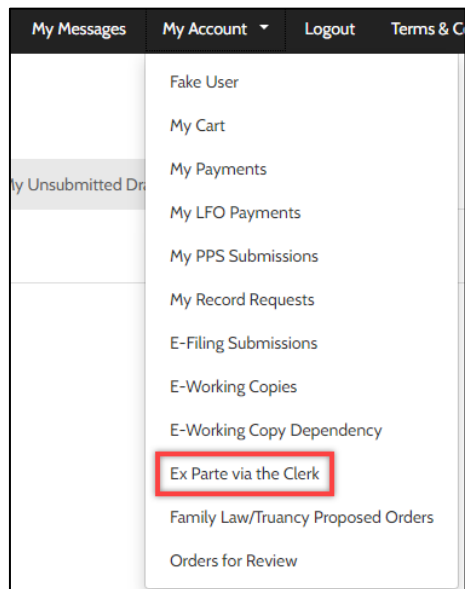 My Messages My Account Logout Terms &
Fake User
My Cart
My Payments
My Unsubmitted
My LFO Payments
My PPS Submissions
My Record Requests
E-Filing Submissions
E-Working Copies
E-Working Copy Dependency
Ex Parte via the Clerk
Family Law/Truancy Proposed Orders
Orders for Review